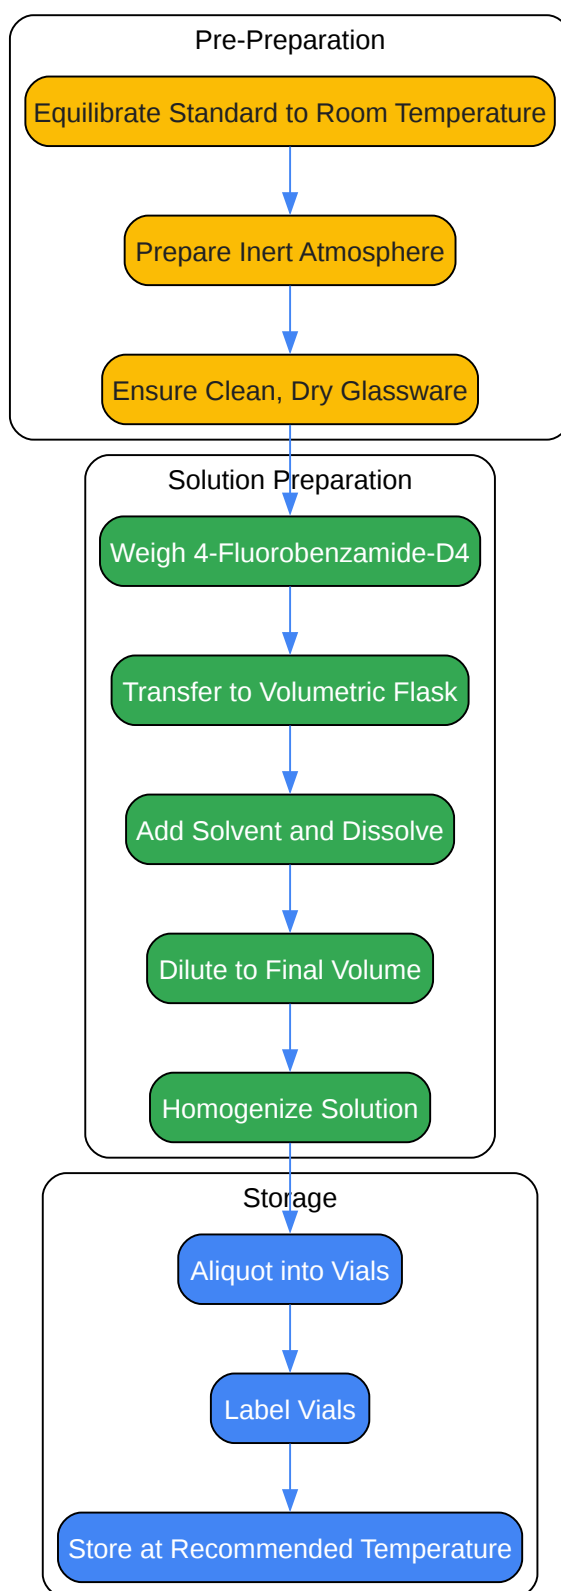 Pre-Preparation
Equilibrate Standard to Room Temperature
Prepare Inert Atmosphere
Ensure Clean, Dry Glassware
Solution Preparation
Weigh 4-Fluorobenzamide-D4
Transfer to Volumetric Flask
Add Solvent and Dissolve
Dilute to Final Volume
Homogenize Solution
Storage
Aliquot into Vials
Label Vials
Store at Recommended Temperature